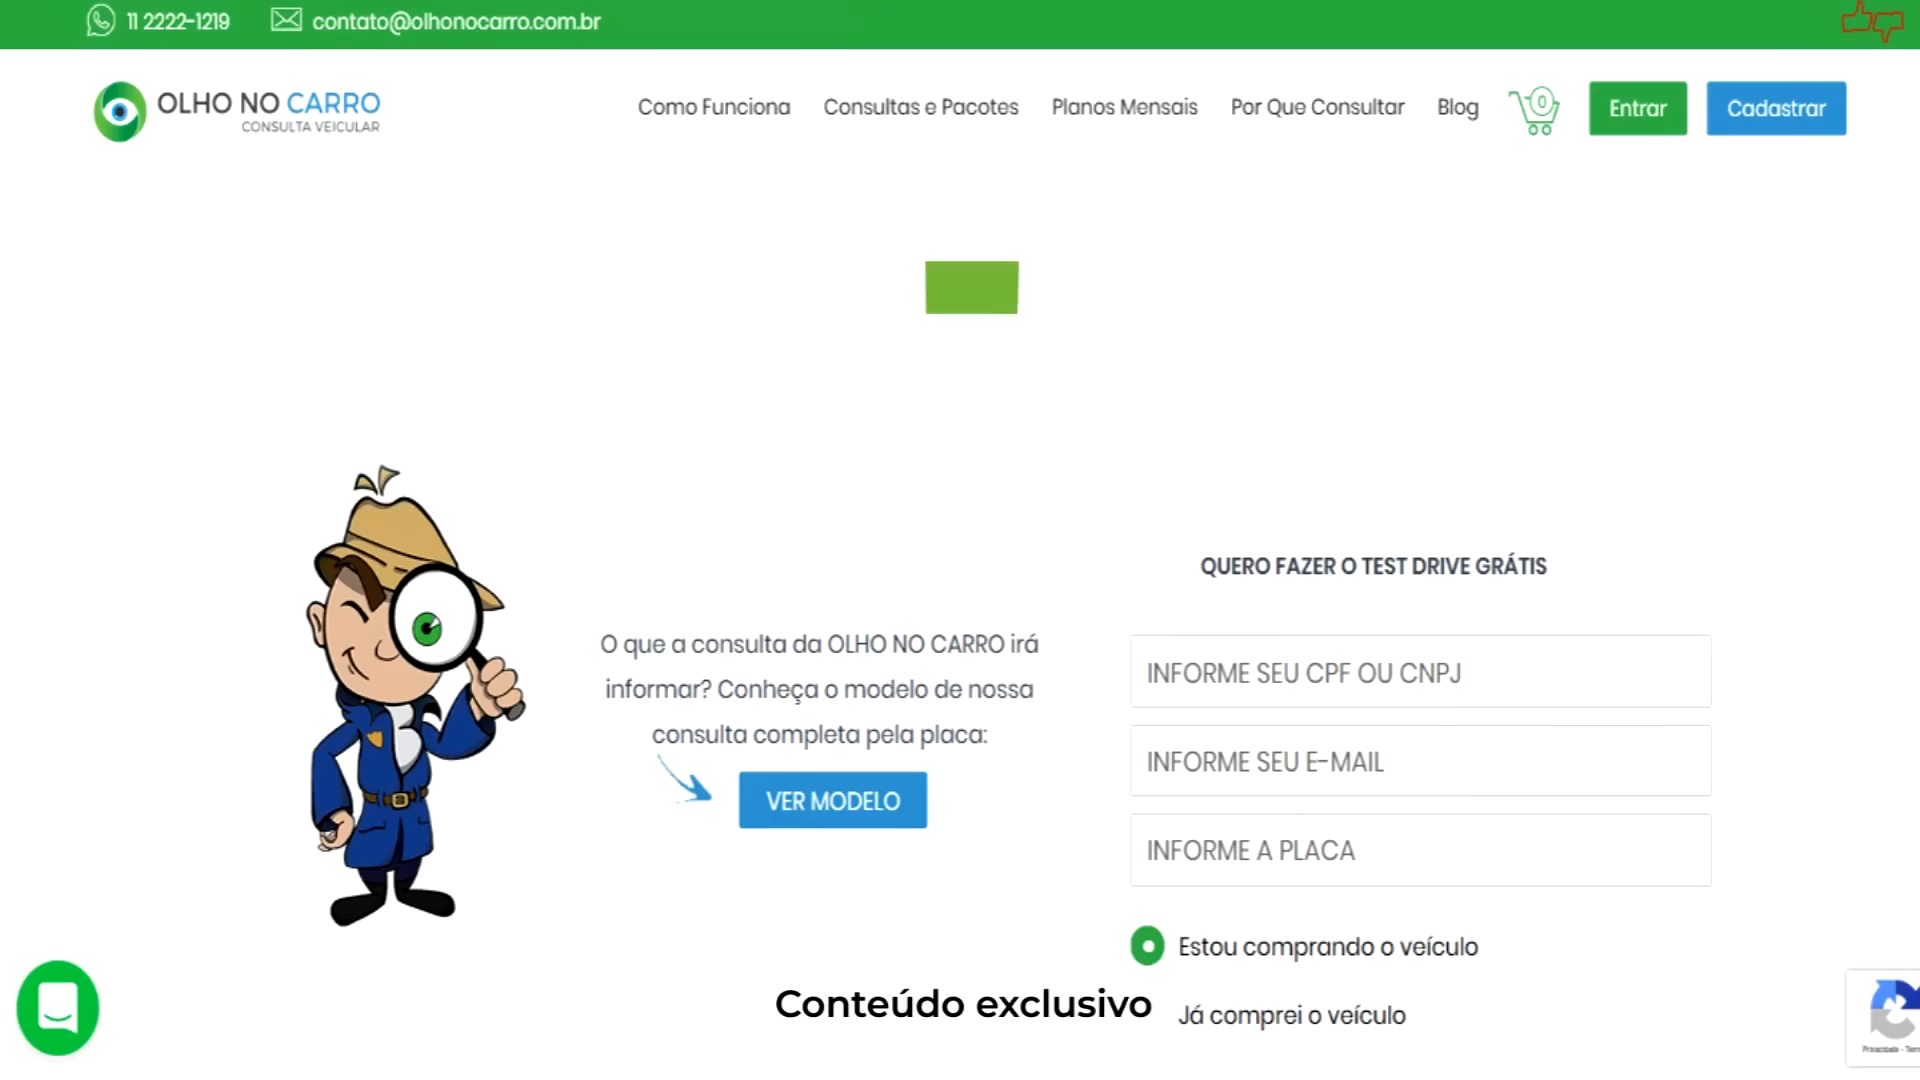 11 2222-1219
contato@olhonocarro.com.br
OLHO NO CARRO
CONSULTA VEICULAR
Como Funciona
Consultas e Pacotes
Planos Mensais
Por Que Consultar
Blog
0
Entrar
Cadastrar
O que a consulta da OLHO NO CARRO irá
informar? Conheça o modelo de nossa
consulta completa pela placa:
VER MODELO
QUERO FAZER O TEST DRIVE GRÁTIS
INFORME SEU CPF OU CNPJ
INFORME SEU E-MAIL
INFORME A PLACA
Estou comprando o veículo
Já comprei o veículo
Conteúdo exclusivo
Privacidade -